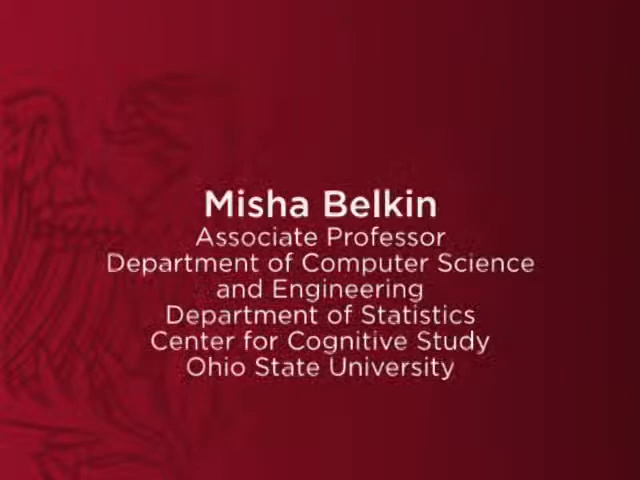 Misha Belkin
Associate Professor
Department of Computer Science
and Engineering
Department of Statistics
Center for Cognitive Study
Ohio State University